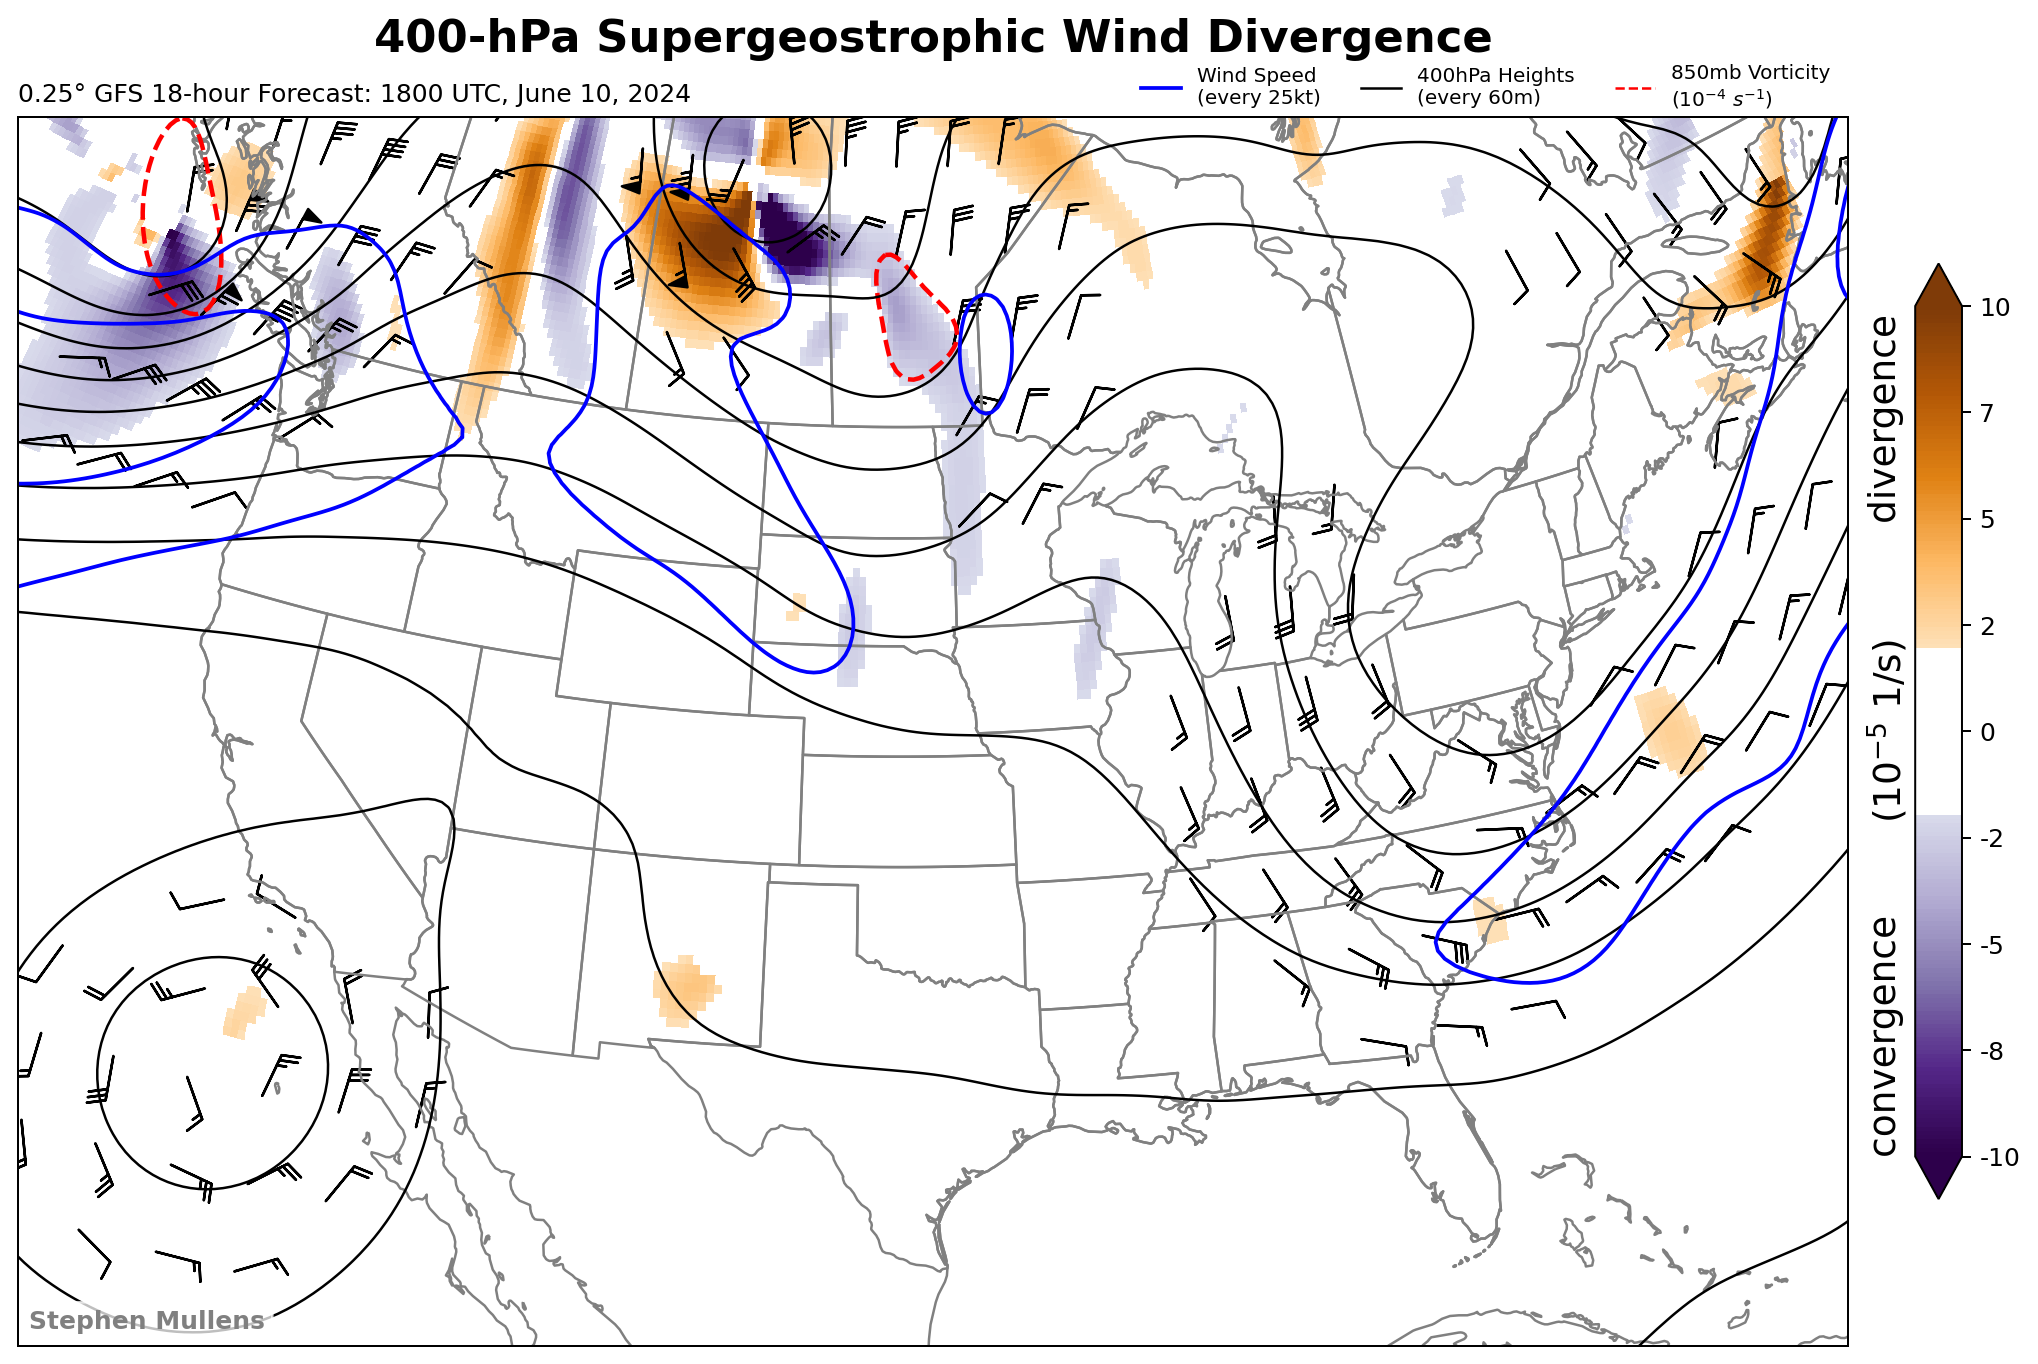 400-hPa Supergeostrophic Wind Divergence
0.25° GFS 18-hour Forecast: 1800 UTC, June 10, 2024
Wind Speed
(every 25kt)
400hPa Heights
(every 60m)
850mb Vorticity
(10⁻⁴ s⁻¹)
10
7
5
2
0
-2
-5
-8
-10
convergence (10⁻⁵ 1/s) divergence
Stephen Mullens